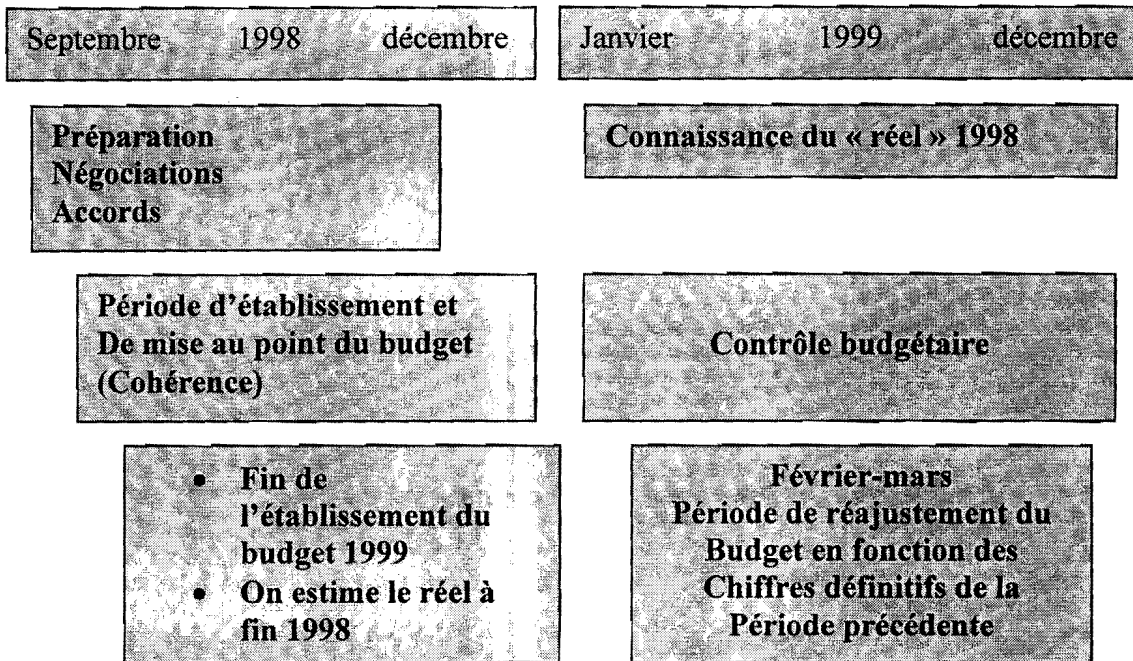 Septembre 1998 décembre
Janvier 1999 décembre
Préparation
Négociations
Accords
Connaissance du « réel » 1998
Période d'établissement et
De mise au point du budget
(Cohérence)
Contrôle budgétaire
• Fin de
l'établissement du
budget 1999
• On estime le réel à
fin 1998
Février-mars
Période de réajustement du
Budget en fonction des
Chiffres définitifs de la
Période précédente